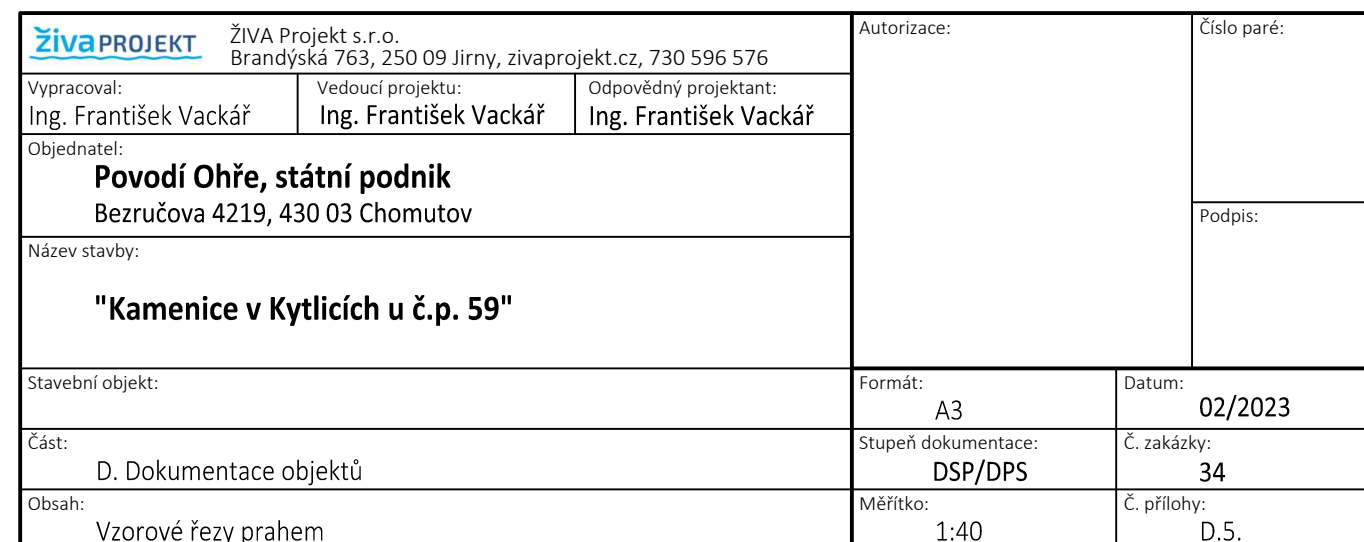 živaPROJEKT
ŽIVA Projekt s.r.o.
Brandýská 763, 250 09 Jirny, zivaprojekt.cz, 730 596 576
Autorizace:
Číslo paré:
Vypracoval:
Ing. František Vackář
Vedoucí projektu:
Ing. František Vackář
Odpovědný projektant:
Ing. František Vackář
Objednatel:
Povodí Ohře, státní podnik
Bezručova 4219, 430 03 Chomutov
Podpis:
Název stavby:
"Kamenice v Kytlicích u č.p. 59"
Stavební objekt:
Formát:
A3
Datum:
02/2023
Část:
D. Dokumentace objektů
Stupeň dokumentace:
DSP/DPS
Č. zakázky:
34
Obsah:
Vzorové řezy prahem
Měřítko:
1:40
Č. přílohy:
D.5.